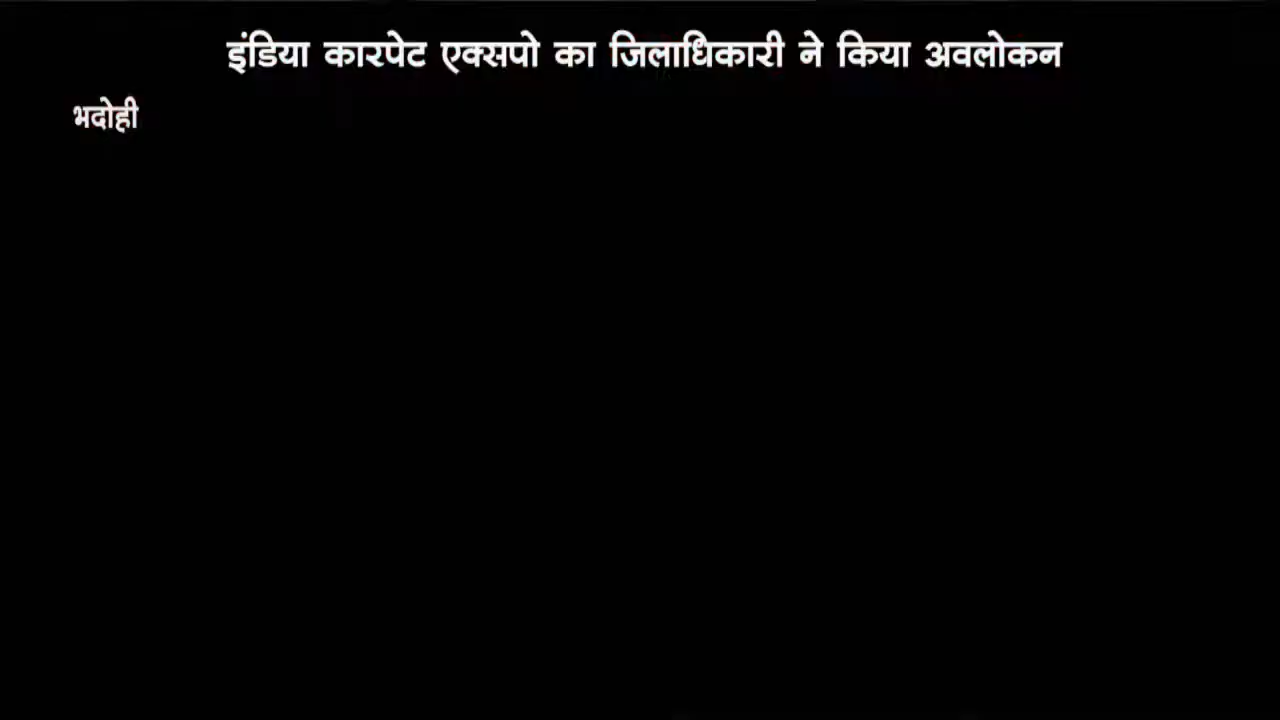 इंडिया कारपेट एक्सपो का जिलाधिकारी ने किया अवलोकन
भदोही